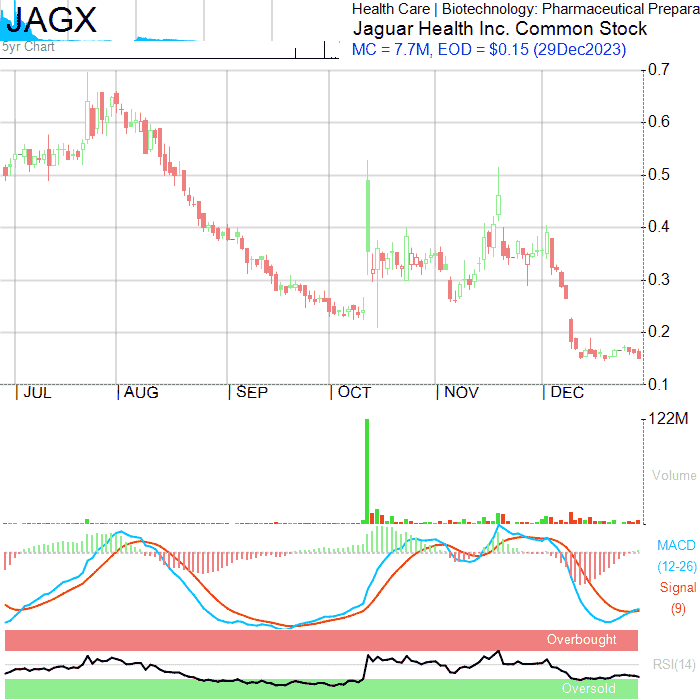 JAGX
5yr Chart
Health Care | Biotechnology: Pharmaceutical Prepara
Jaguar Health Inc. Common Stock
MC = 7.7M, EOD = $0.15 (29Dec2023)
0.7
0.6
0.5
0.4
0.3
0.2
0.1
| JUL | AUG | SEP | OCT | NOV | DEC
122M
Volume
MACD
(12-26)
Signal
(9)
Overbought
RSI(14)
Oversold